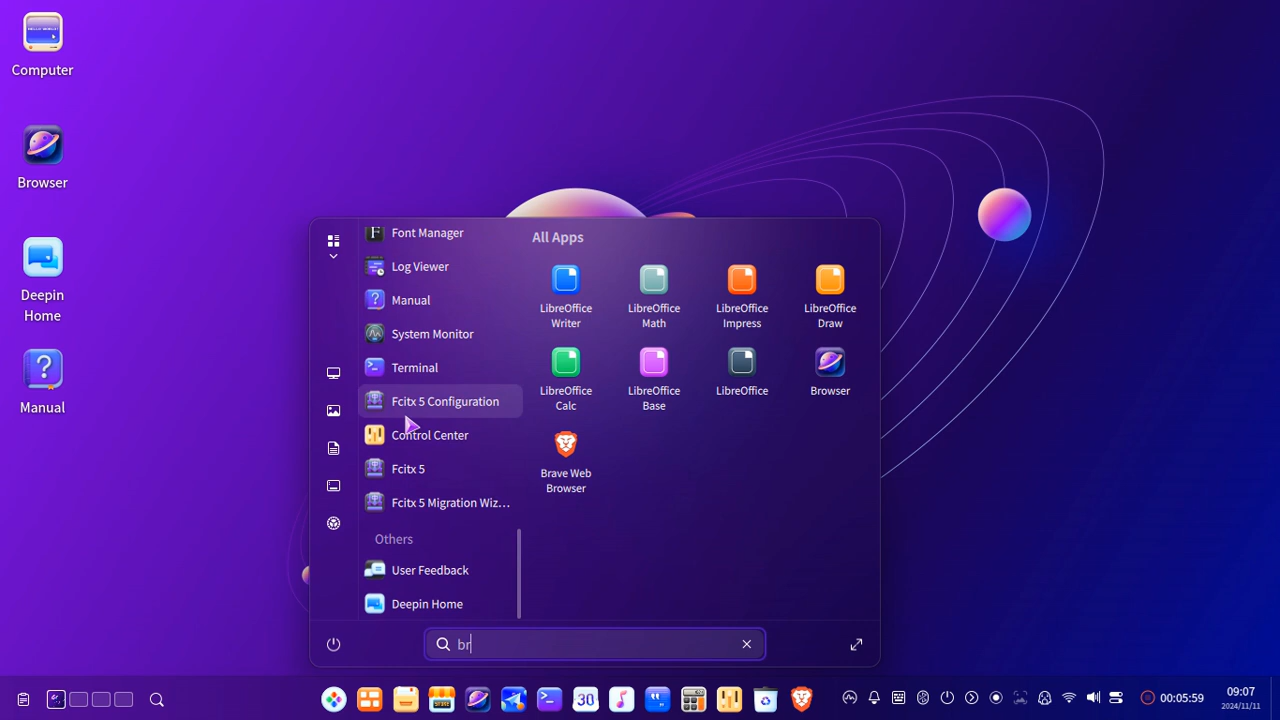 Computer
Browser
Deepin
Home
Manual
Font Manager
Log Viewer
Manual
System Monitor
Terminal
Fcitx 5 Configuration
Control Center
Fcitx 5
Fcitx 5 Migration Wiz...
Others
User Feedback
Deepin Home
All Apps
LibreOffice
Writer
LibreOffice
Math
LibreOffice
Impress
LibreOffice
Draw
LibreOffice
Calc
LibreOffice
Base
LibreOffice
Browser
Brave Web
Browser
br
30
00:05:59
09:07
2024/11/11